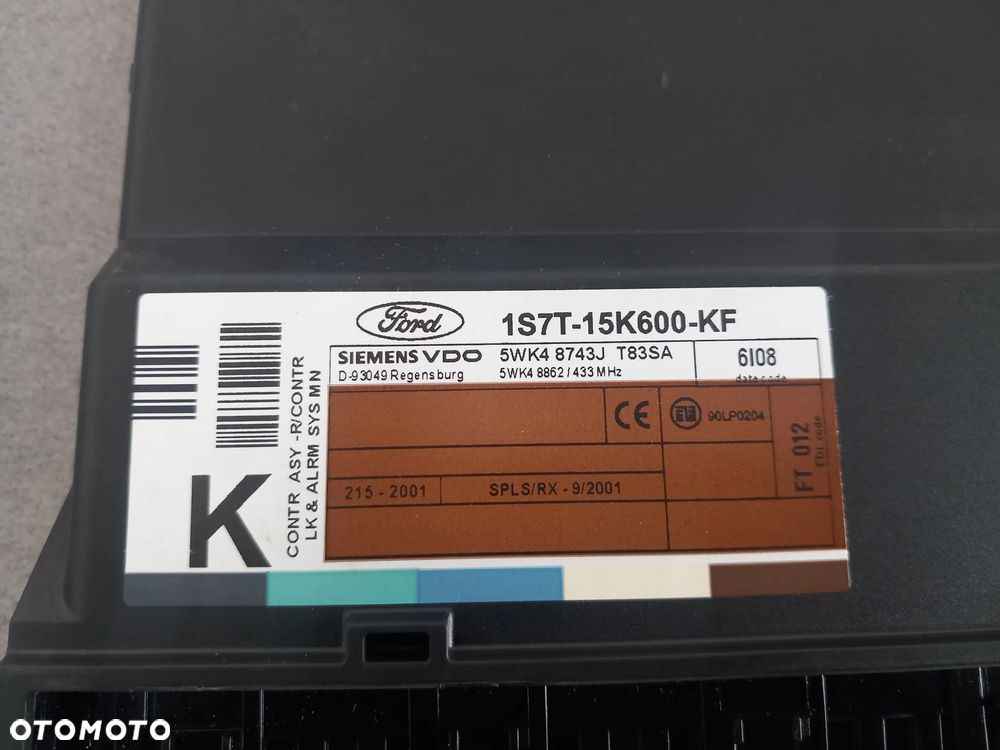 Ford
1S7T-15K600-KF
SIEMENS VDO 5WK4 8743J T83SA
D-93049 Regensburg 5WK4 8862 / 433 MHz
6I08
date code
CE
90LP0204
FT 012
215 - 2001
SPLS/RX - 9/2001
K
CONTR ASY -R/CONTR
LK & ALRM SYS MN
OTOMOTO